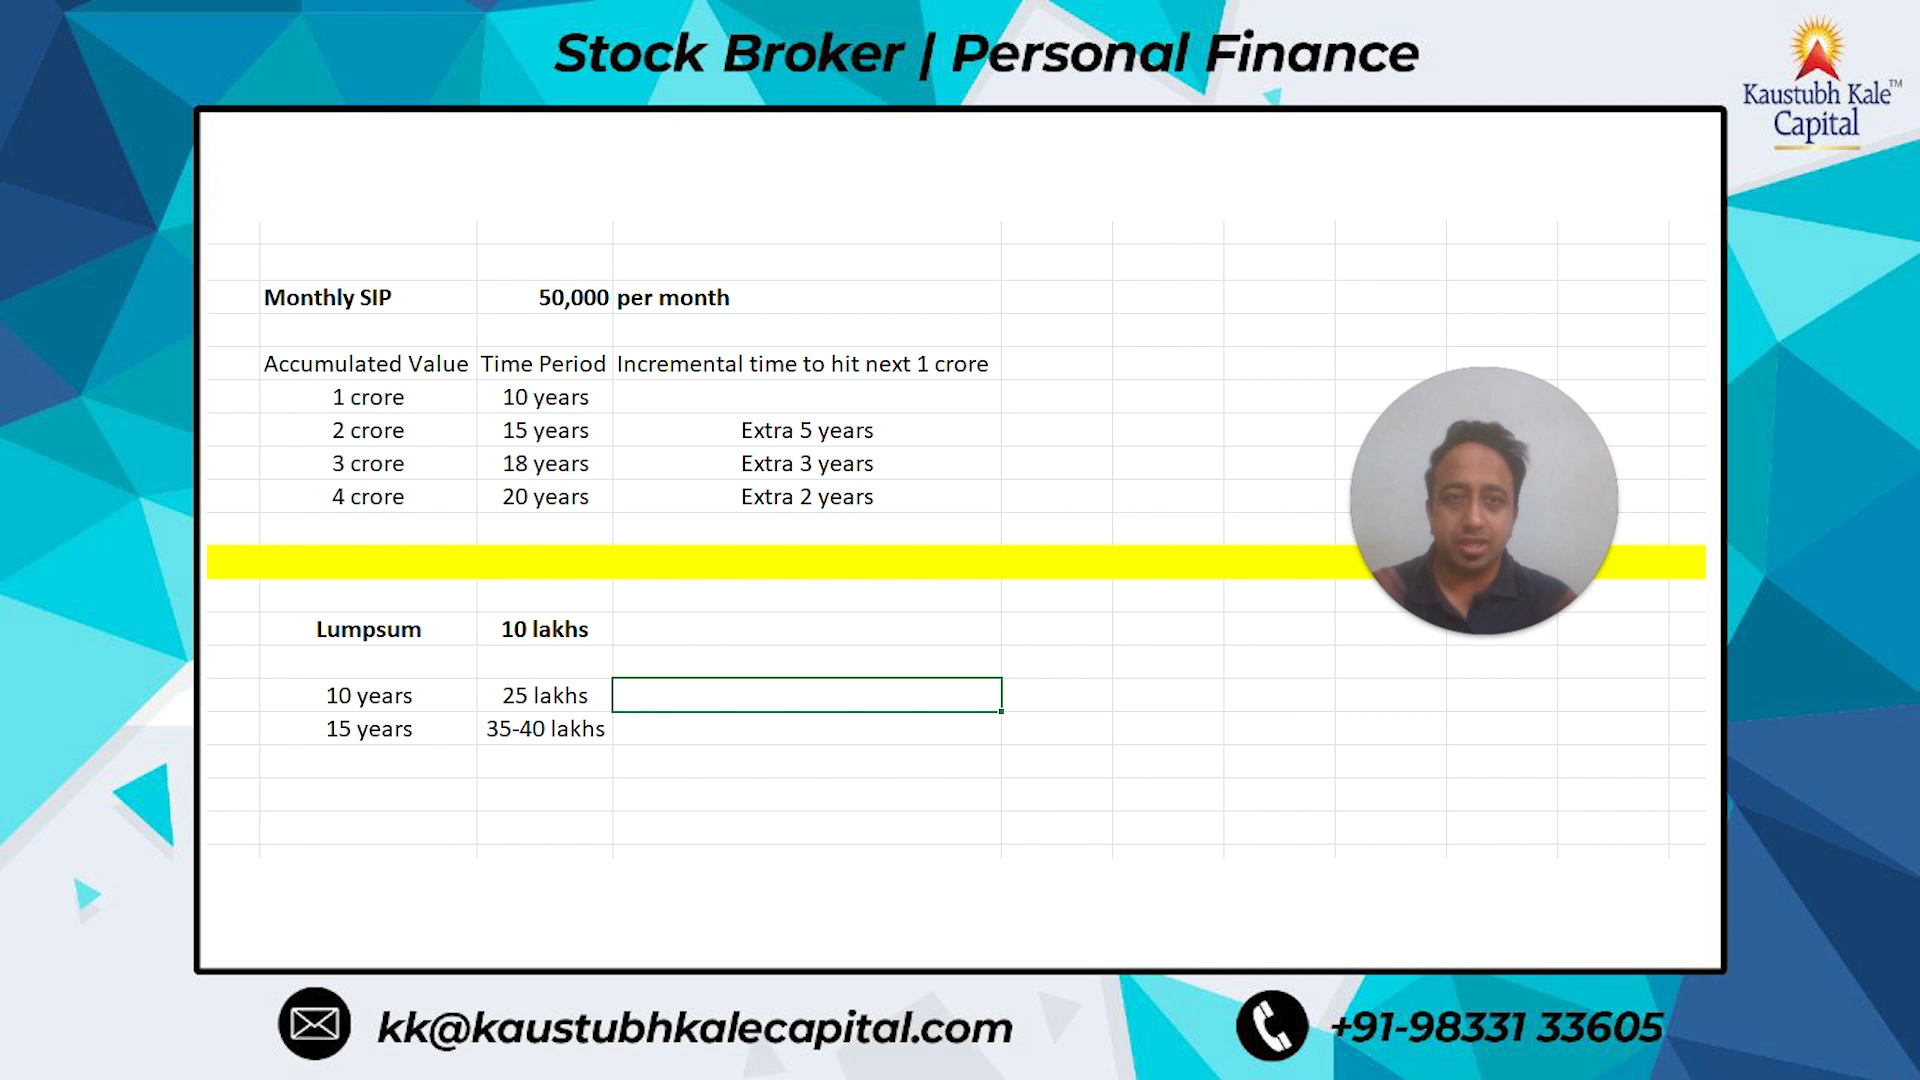 Stock Broker | Personal Finance
Kaustubh Kale™
Capital
Monthly SIP 50,000 per month
Accumulated Value Time Period Incremental time to hit next 1 crore
1 crore 10 years
2 crore 15 years Extra 5 years
3 crore 18 years Extra 3 years
4 crore 20 years Extra 2 years
Lumpsum 10 lakhs
10 years 25 lakhs
15 years 35-40 lakhs
kk@kaustubhkalecapital.com
+91-98331 33605